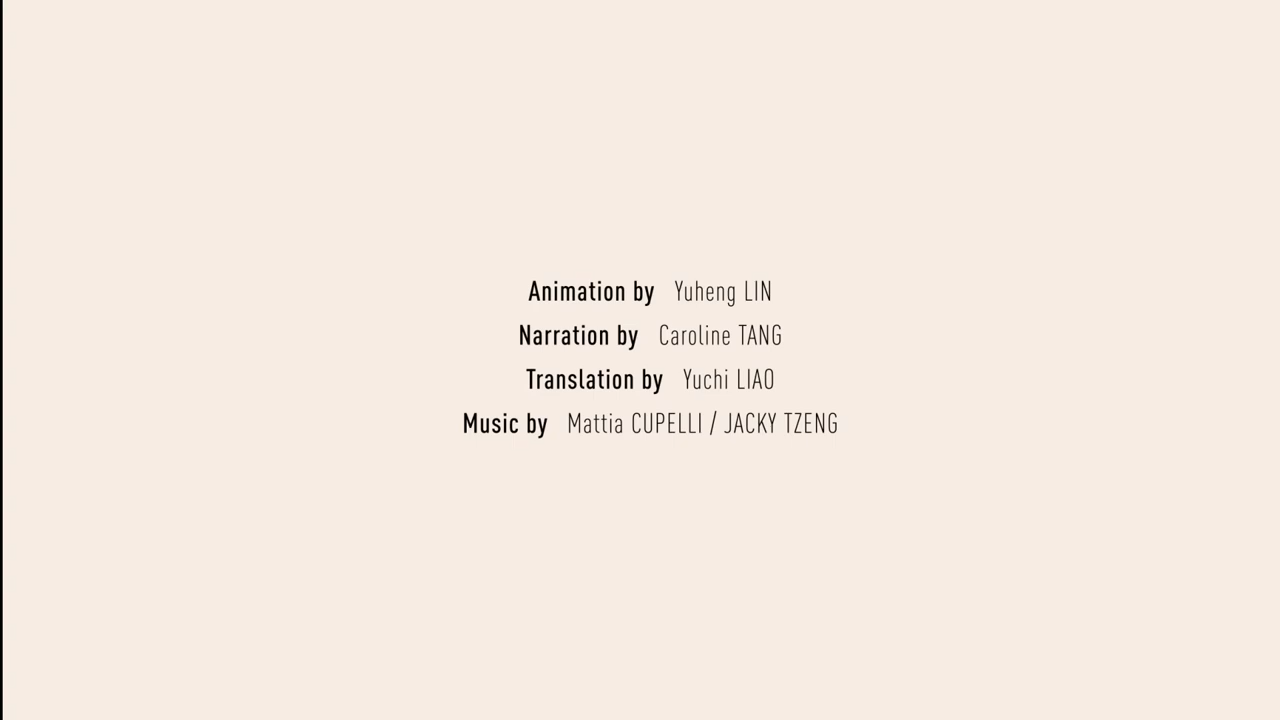 Animation by Yuheng LIN
Narration by Caroline TANG
Translation by Yuchi LIAO
Music by Mattia CUPELLI / JACKY TZENG